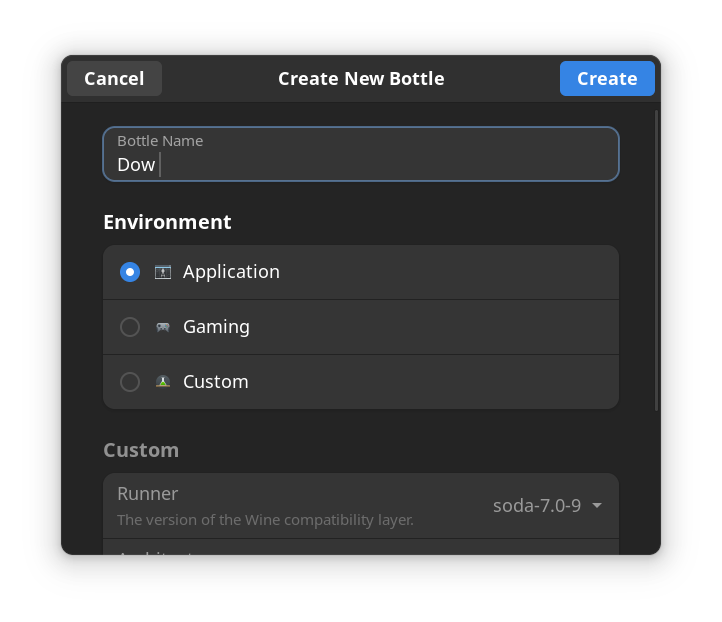 Cancel
Create New Bottle
Create
Bottle Name
Dow
Environment
Application
Gaming
Custom
Custom
Runner
The version of the Wine compatibility layer.
soda-7.0-9